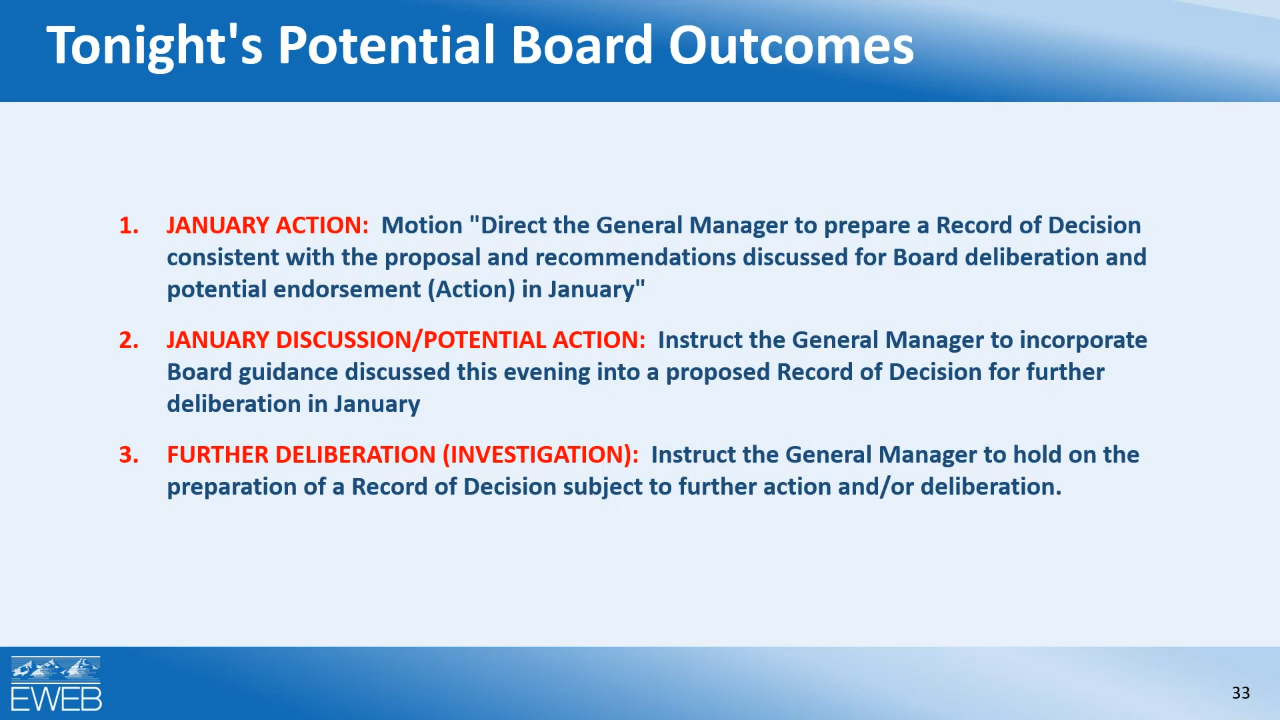 Tonight's Potential Board Outcomes
1. JANUARY ACTION: Motion "Direct the General Manager to prepare a Record of Decision
consistent with the proposal and recommendations discussed for Board deliberation and
potential endorsement (Action) in January"
2. JANUARY DISCUSSION/POTENTIAL ACTION: Instruct the General Manager to incorporate
Board guidance discussed this evening into a proposed Record of Decision for further
deliberation in January
3. FURTHER DELIBERATION (INVESTIGATION): Instruct the General Manager to hold on the
preparation of a Record of Decision subject to further action and/or deliberation.
EWEB
33